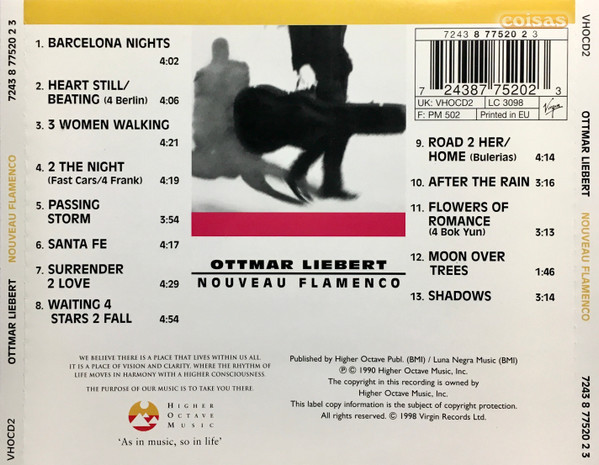 coisas
7243 8 77520 2 3
NOUVEAU FLAMENCO
OTTMAR LIEBERT
VHOCD2
1. BARCELONA NIGHTS
4:02
2. HEART STILL/
BEATING (4 Berlin) 4:06
3. 3 WOMEN WALKING
4:21
4. 2 THE NIGHT
(Fast Cars/4 Frank) 4:19
5. PASSING
STORM 3:54
6. SANTA FE 4:17
7. SURRENDER
2 LOVE 4:29
8. WAITING 4
STARS 2 FALL 4:54
OTTMAR LIEBERT
NOUVEAU FLAMENCO
7243 8 77520 2 3
7 24387 75202 3
UK: VHOCD2 LC 3098
F: PM 502 Printed in EU
Virgin
9. ROAD 2 HER/
HOME (Bulerias) 4:14
10. AFTER THE RAIN 3:16
11. FLOWERS OF
ROMANCE
(4 Bok Yun) 3:13
12. MOON OVER
TREES 1:46
13. SHADOWS 3:14
WE BELIEVE THERE IS A PLACE THAT LIVES WITHIN US ALL.
IT IS A PLACE OF VISION AND CLARITY. WHERE THE RHYTHM OF
LIFE MOVES IN HARMONY WITH A HIGHER CONSCIOUSNESS.
THE PURPOSE OF OUR MUSIC IS TO TAKE YOU THERE.
HIGHER
OCTAVE
MUSIC
'As in music, so in life'
Published by Higher Octave Publ. (BMI) / Luna Negra Music (BMI)
℗ © 1990 Higher Octave Music, Inc.
The copyright in this recording is owned by
Higher Octave Music, Inc.
This label copy information is the subject of copyright protection.
All rights reserved. © 1998 Virgin Records Ltd.
VHOCD2
OTTMAR LIEBERT
NOUVEAU FLAMENCO
7243 8 77520 2 3